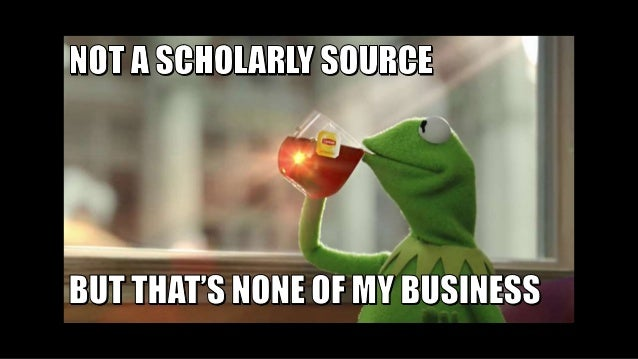 NOT A SCHOLARLY SOURCE
BUT THAT'S NONE OF MY BUSINESS